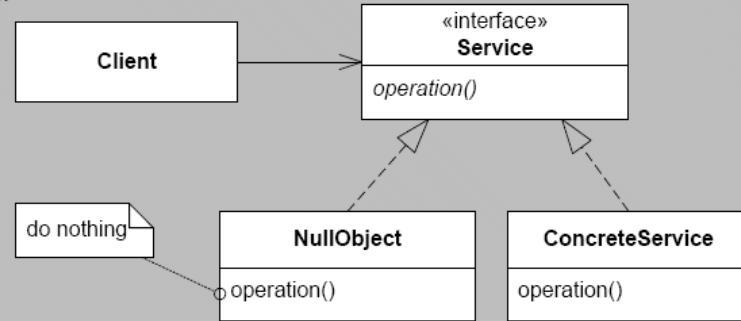 «interface»
Client
Service
operation()
do nothing
NullObject
ConcreteService
operation()
operation()